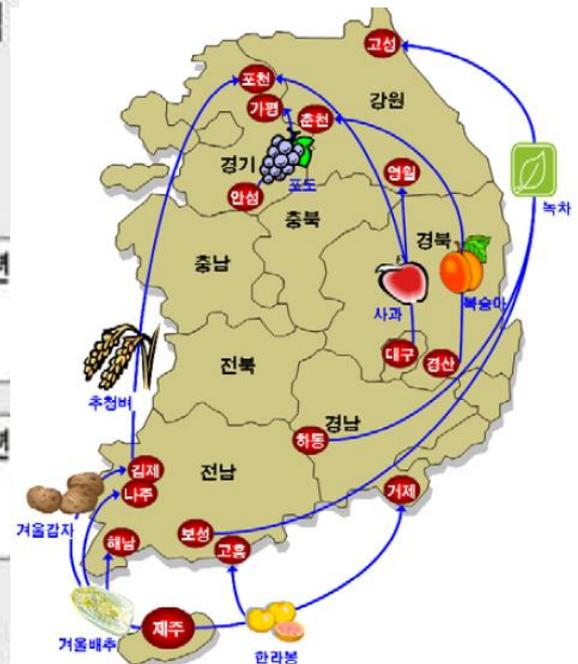 고성
포천
강원
가평
춘천
경기
포도
영월
안성
충북
녹차
경북
충남
사과
복숭아
대구
경산
전북
추청벼
경남
하동
김제
전남
나주
거제
겨울감자
보성
해남
고흥
제주
겨울배추
한라봉